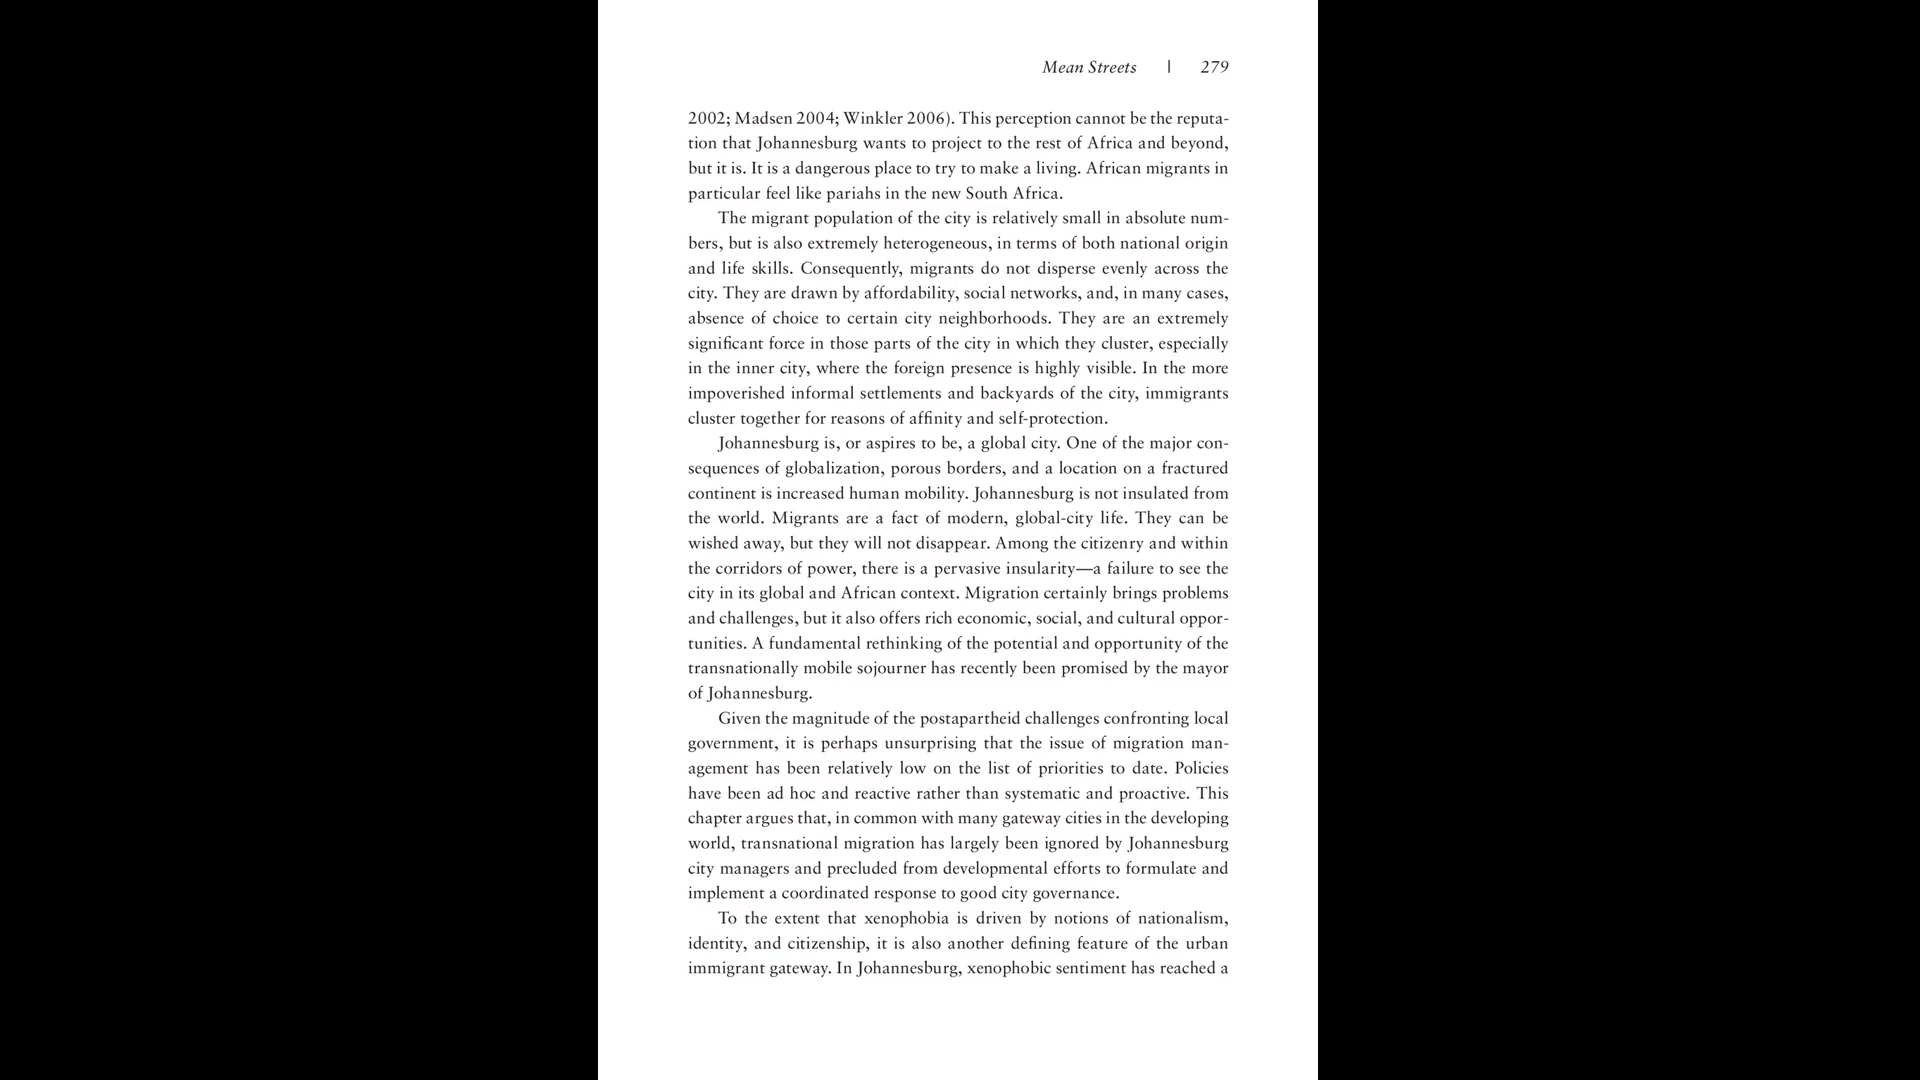 Mean Streets | 279
2002; Madsen 2004; Winkler 2006). This perception cannot be the reputa-
tion that Johannesburg wants to project to the rest of Africa and beyond,
but it is. It is a dangerous place to try to make a living. African migrants in
particular feel like pariahs in the new South Africa.
The migrant population of the city is relatively small in absolute num-
bers, but is also extremely heterogeneous, in terms of both national origin
and life skills. Consequently, migrants do not disperse evenly across the
city. They are drawn by affordability, social networks, and, in many cases,
absence of choice to certain city neighborhoods. They are an extremely
significant force in those parts of the city in which they cluster, especially
in the inner city, where the foreign presence is highly visible. In the more
impoverished informal settlements and backyards of the city, immigrants
cluster together for reasons of affinity and self-protection.
Johannesburg is, or aspires to be, a global city. One of the major con-
sequences of globalization, porous borders, and a location on a fractured
continent is increased human mobility. Johannesburg is not insulated from
the world. Migrants are a fact of modern, global-city life. They can be
wished away, but they will not disappear. Among the citizenry and within
the corridors of power, there is a pervasive insularity—a failure to see the
city in its global and African context. Migration certainly brings problems
and challenges, but it also offers rich economic, social, and cultural oppor-
tunities. A fundamental rethinking of the potential and opportunity of the
transnationally mobile sojourner has recently been promised by the mayor
of Johannesburg.
Given the magnitude of the postapartheid challenges confronting local
government, it is perhaps unsurprising that the issue of migration man-
agement has been relatively low on the list of priorities to date. Policies
have been ad hoc and reactive rather than systematic and proactive. This
chapter argues that, in common with many gateway cities in the developing
world, transnational migration has largely been ignored by Johannesburg
city managers and precluded from developmental efforts to formulate and
implement a coordinated response to good city governance.
To the extent that xenophobia is driven by notions of nationalism,
identity, and citizenship, it is also another defining feature of the urban
immigrant gateway. In Johannesburg, xenophobic sentiment has reached a